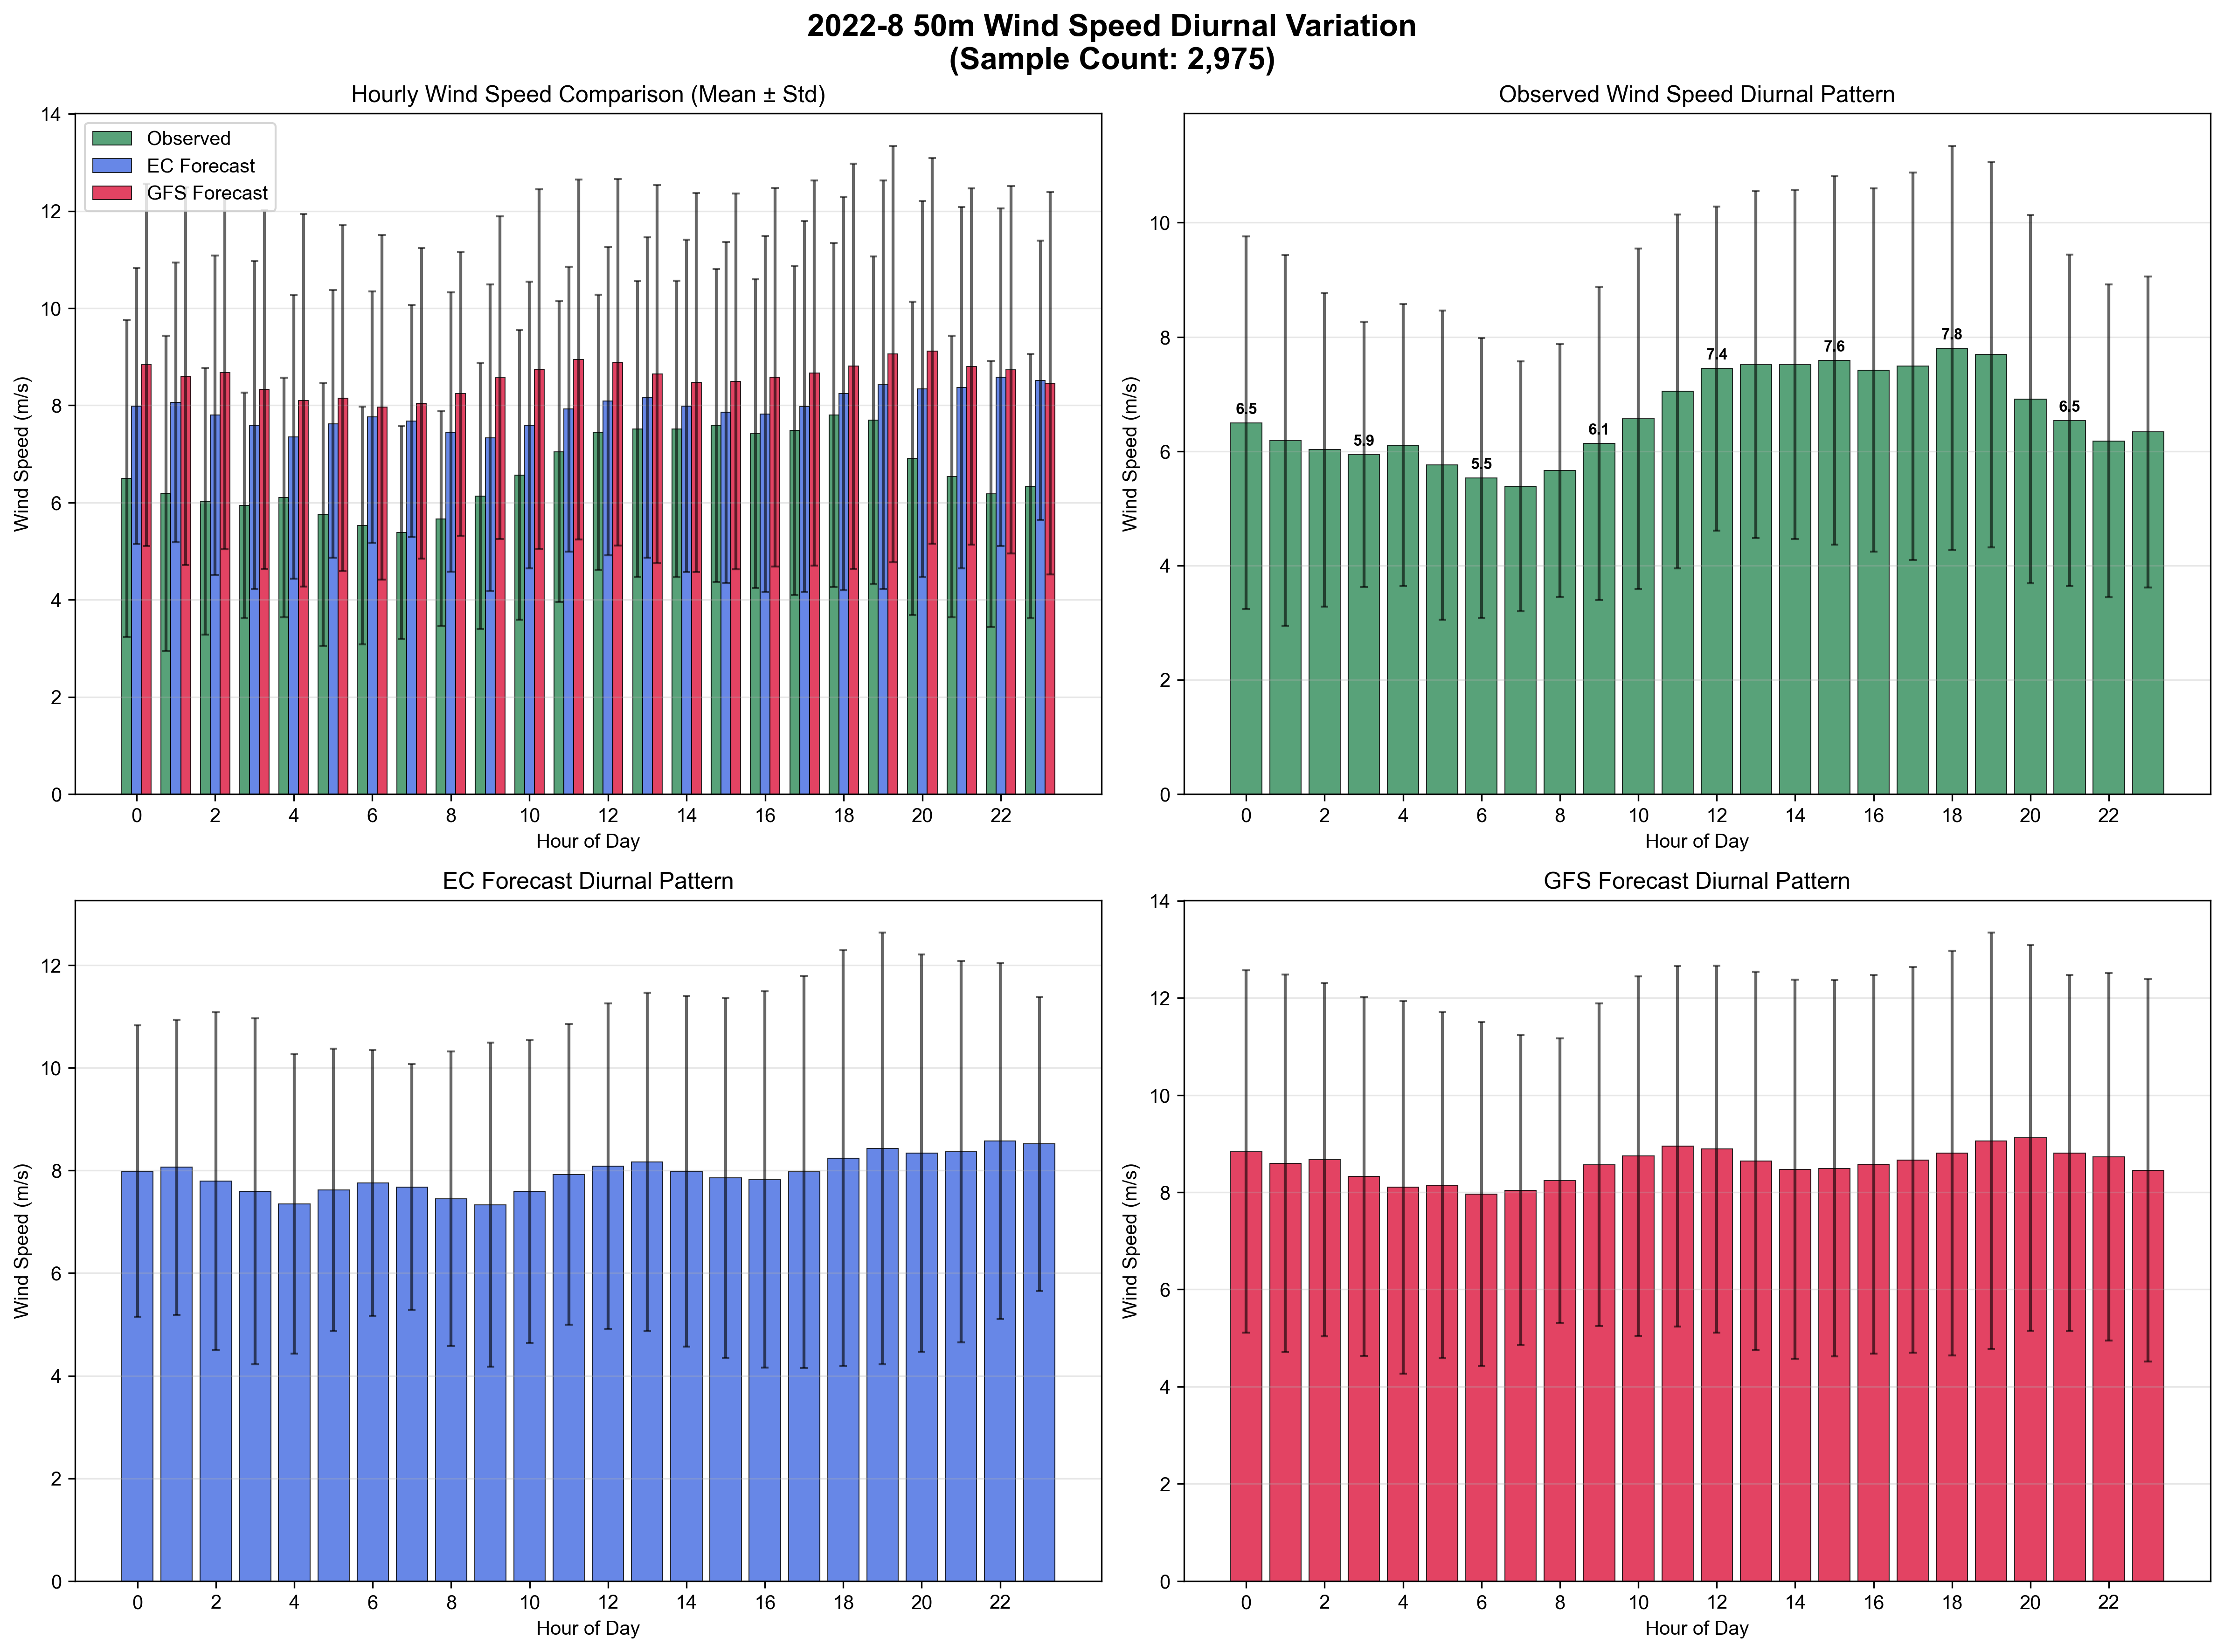 2022-8 50m Wind Speed Diurnal Variation
(Sample Count: 2,975)
Hourly Wind Speed Comparison (Mean ± Std)
Observed
EC Forecast
GFS Forecast
14
12
10
8
6
4
2
0
Wind Speed (m/s)
0 2 4 6 8 10 12 14 16 18 20 22
Hour of Day
Observed Wind Speed Diurnal Pattern
10
8
6
4
2
0
Wind Speed (m/s)
6.5 5.9 5.5 6.1 7.4 7.6 7.8 6.5
0 2 4 6 8 10 12 14 16 18 20 22
Hour of Day
EC Forecast Diurnal Pattern
12
10
8
6
4
2
0
Wind Speed (m/s)
0 2 4 6 8 10 12 14 16 18 20 22
Hour of Day
GFS Forecast Diurnal Pattern
14
12
10
8
6
4
2
0
Wind Speed (m/s)
0 2 4 6 8 10 12 14 16 18 20 22
Hour of Day